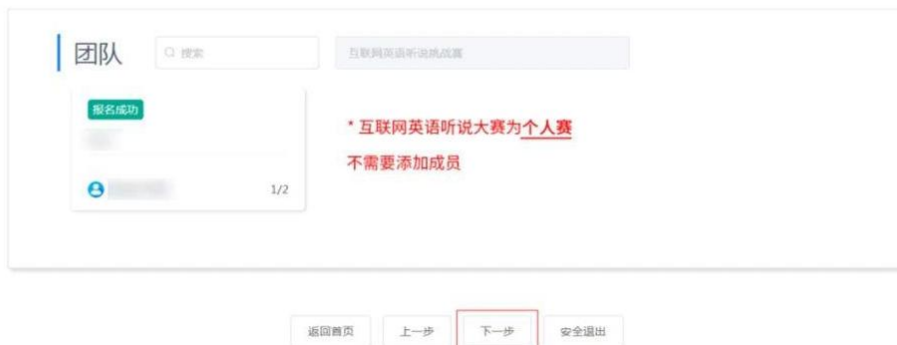 团队
搜索
互联网英语听说挑战赛
报名成功
* 互联网英语听说大赛为个人赛
不需要添加成员
1/2
返回首页
上一步
下一步
安全退出